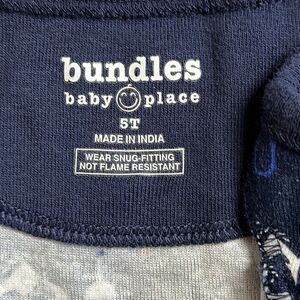 bundles
baby place
5T
MADE IN INDIA
WEAR SNUG-FITTING
NOT FLAME RESISTANT